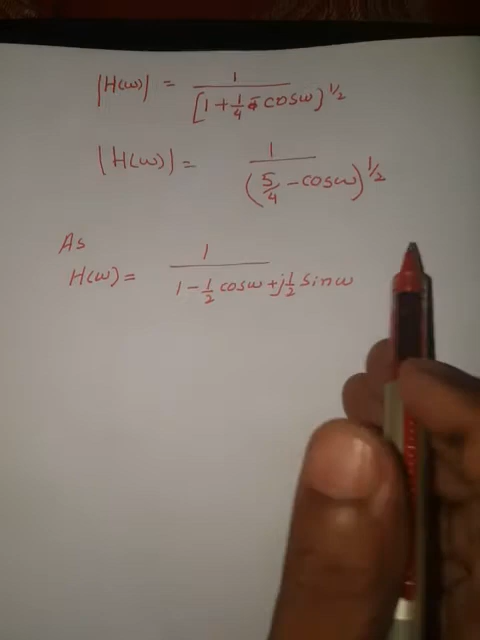 |H(ω)| = 1 / [1 + 1/4 - cosω)^1/2
|H(ω)| = 1 / (5/4 - cosω)^1/2
As
H(ω) = 1 / 1 - 1/2 cosω + j 1/2 sinω